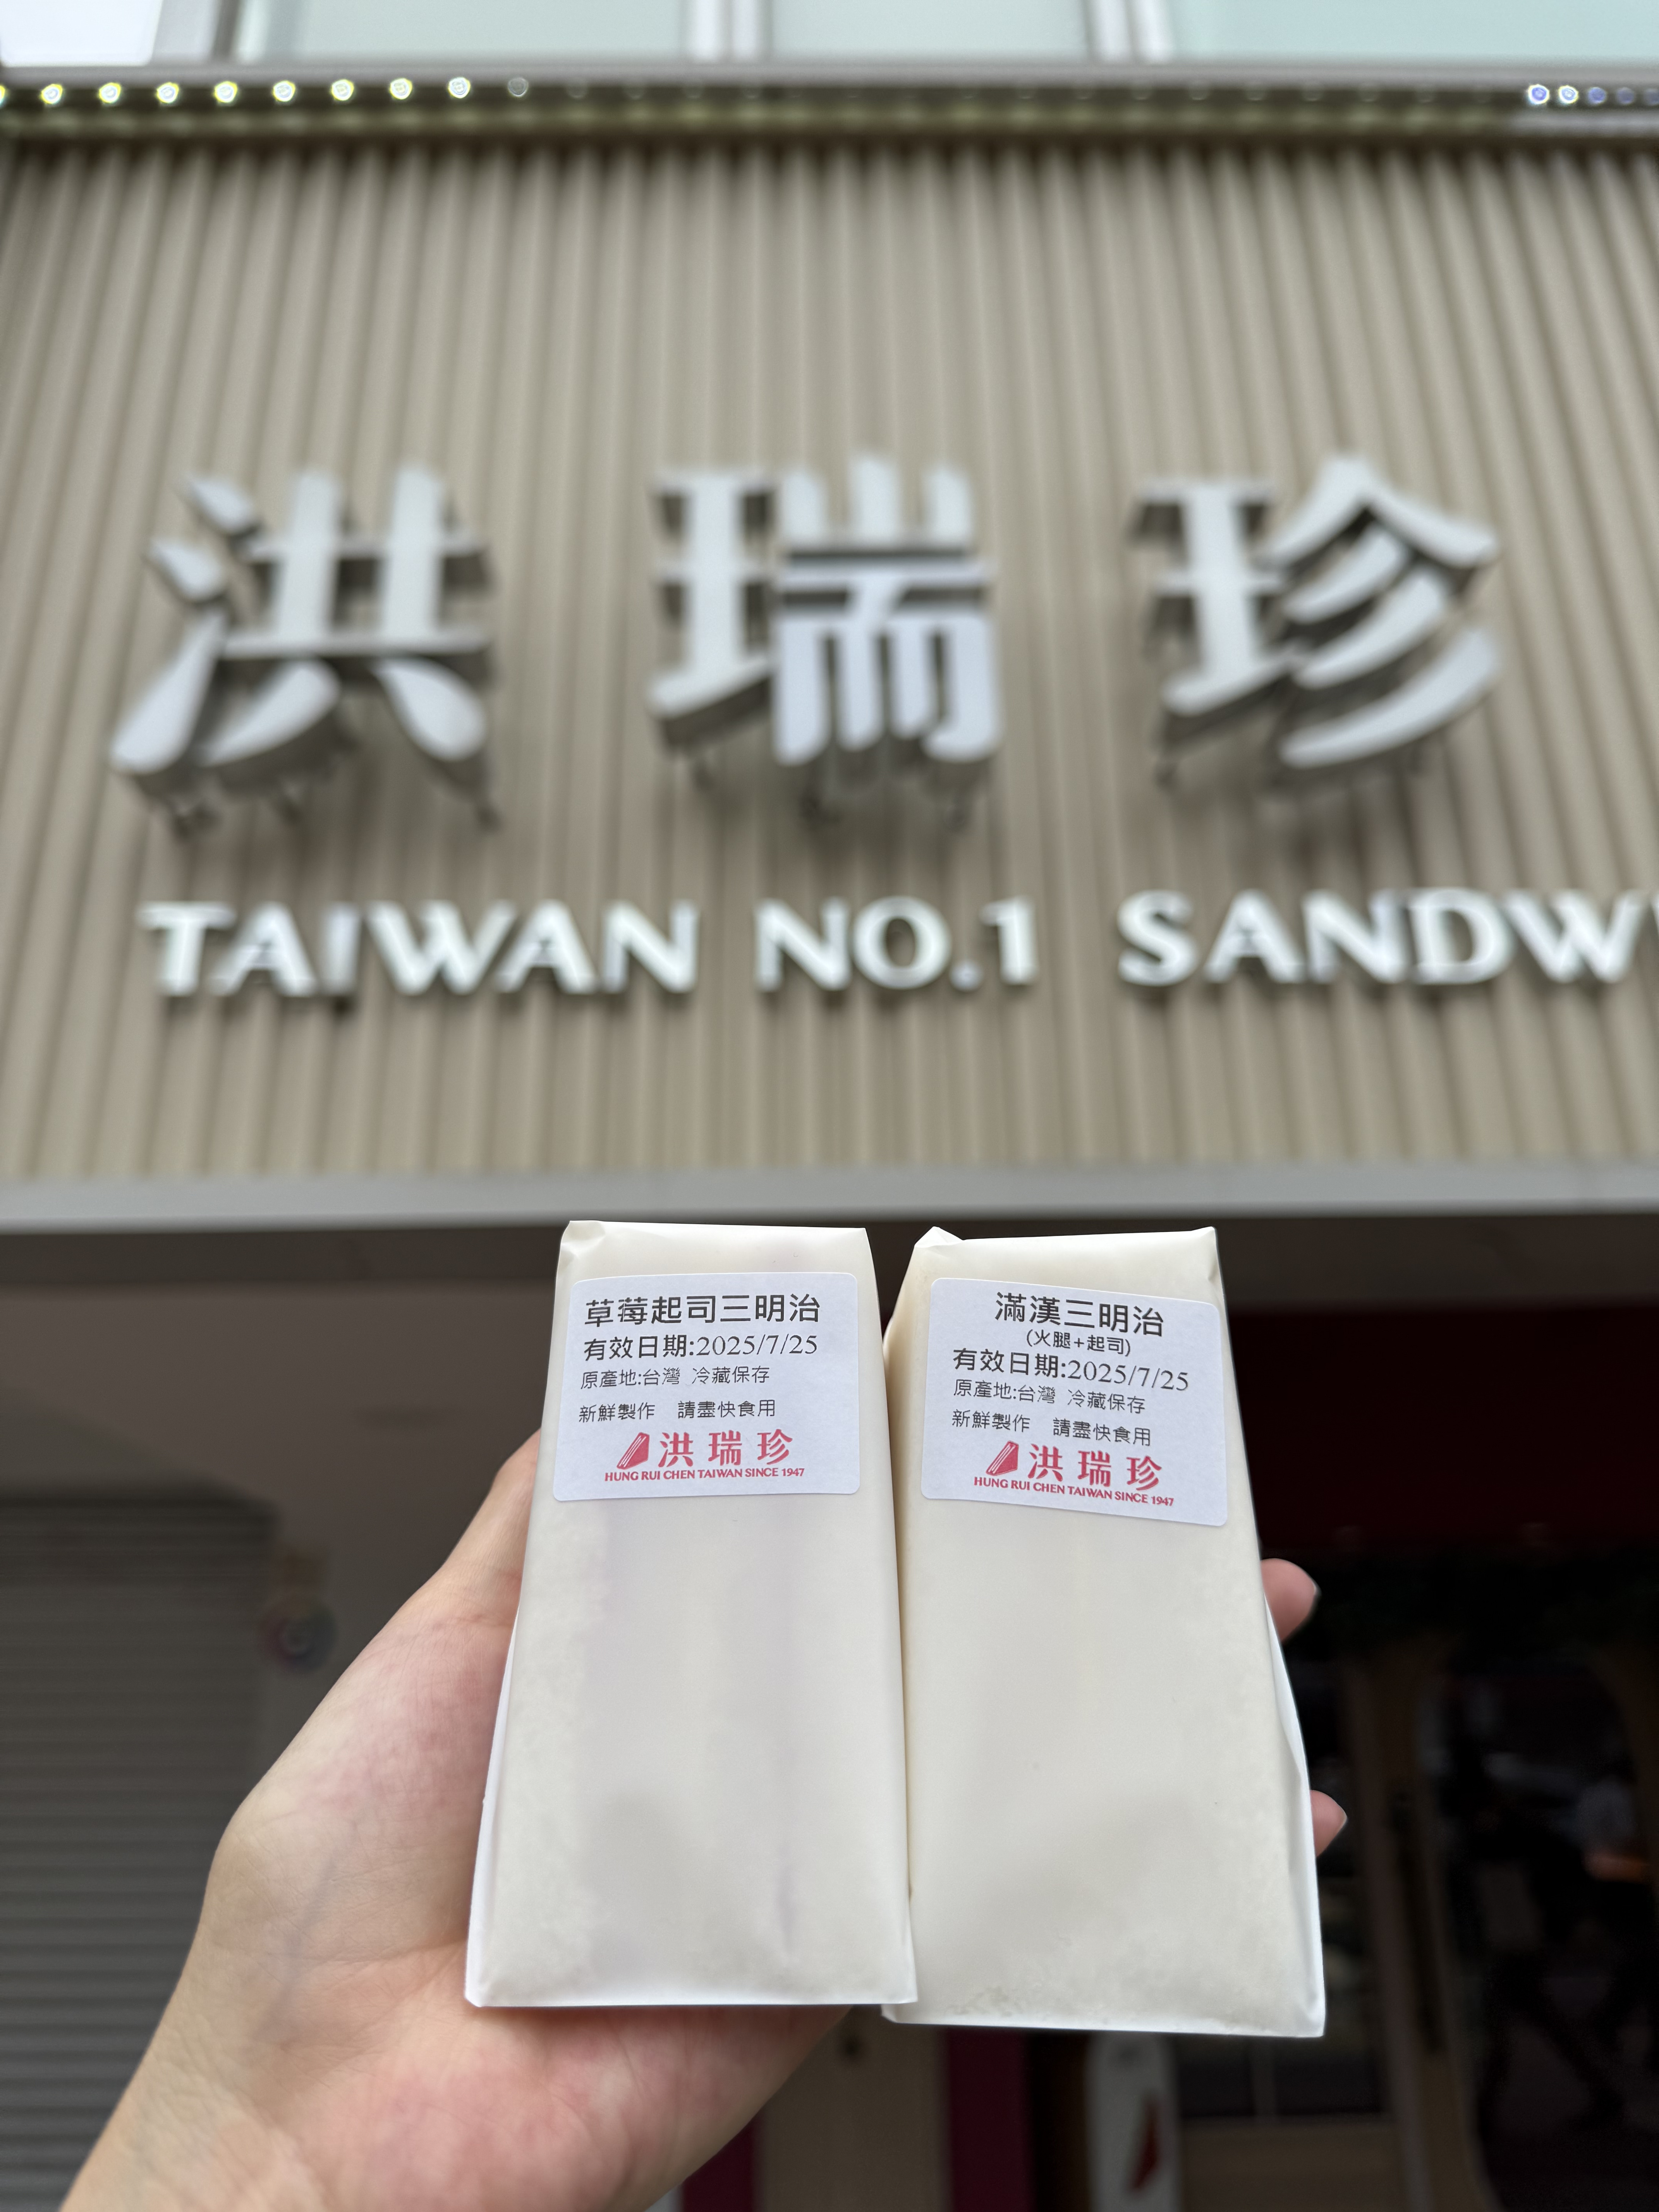 洪瑞珍
TAIWAN NO.1 SANDW
草莓起司三明治
有效日期:2025/7/25
原產地:台灣 冷藏保存
新鮮製作 請盡快食用
洪瑞珍
HUNG RUI CHEN TAIWAN SINCE 1947
滿漢三明治
(火腿+起司)
有效日期:2025/7/25
原產地:台灣 冷藏保存
新鮮製作 請盡快食用
洪瑞珍
HUNG RUI CHEN TAIWAN SINCE 1947